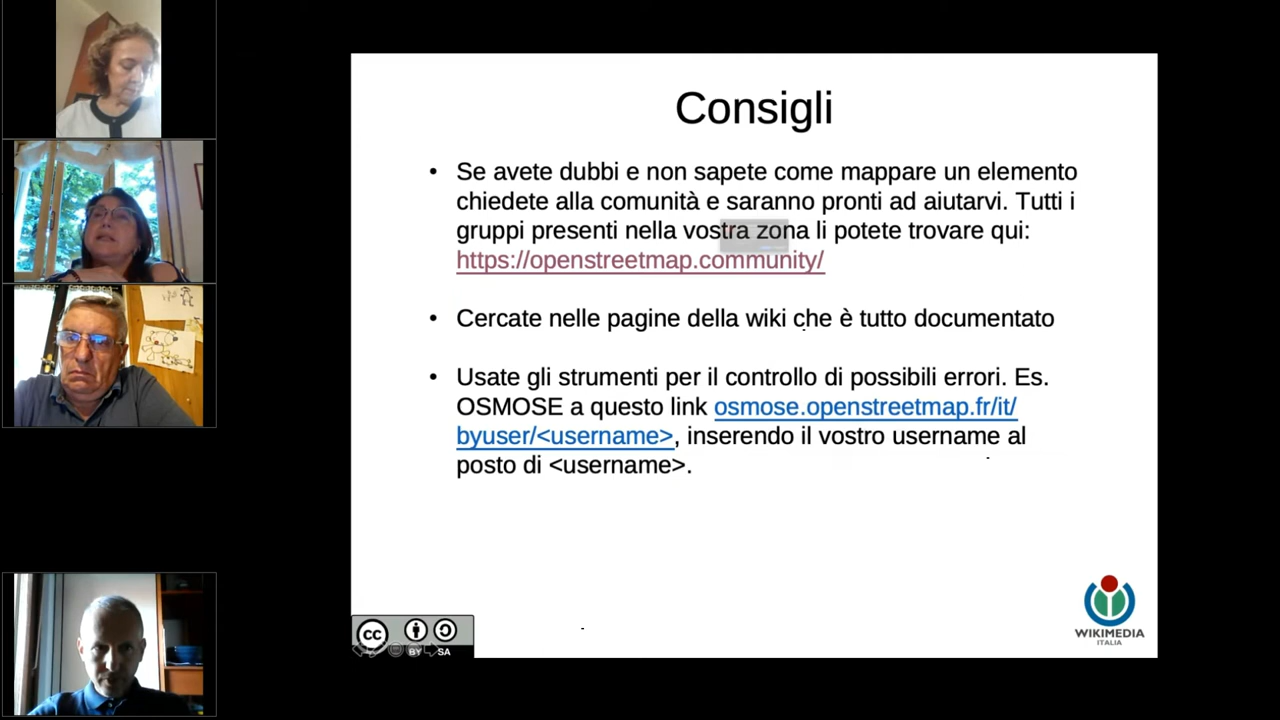 Consigli
• Se avete dubbi e non sapete come mappare un elemento
chiedete alla comunità e saranno pronti ad aiutarvi. Tutti i
gruppi presenti nella vostra zona li potete trovare qui:
https://openstreetmap.community/
• Cercate nelle pagine della wiki che è tutto documentato
• Usate gli strumenti per il controllo di possibili errori. Es.
OSMOSE a questo link osmose.openstreetmap.fr/it/
byuser/<username>, inserendo il vostro username al
posto di <username>.
cc
BY SA
WIKIMEDIA
ITALIA